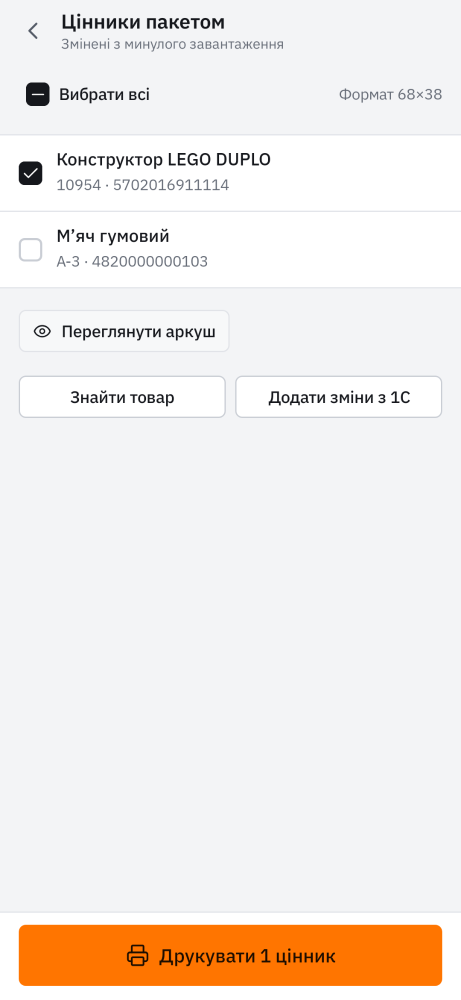 Цінники пакетом
Змінені з минулого завантаження
Вибрати всі
Формат 68×38
Конструктор LEGO DUPLO
10954 · 5702016911114
М’яч гумовий
А-3 · 4820000000103
Переглянути аркуш
Знайти товар
Додати зміни з 1С
Друкувати 1 цінник